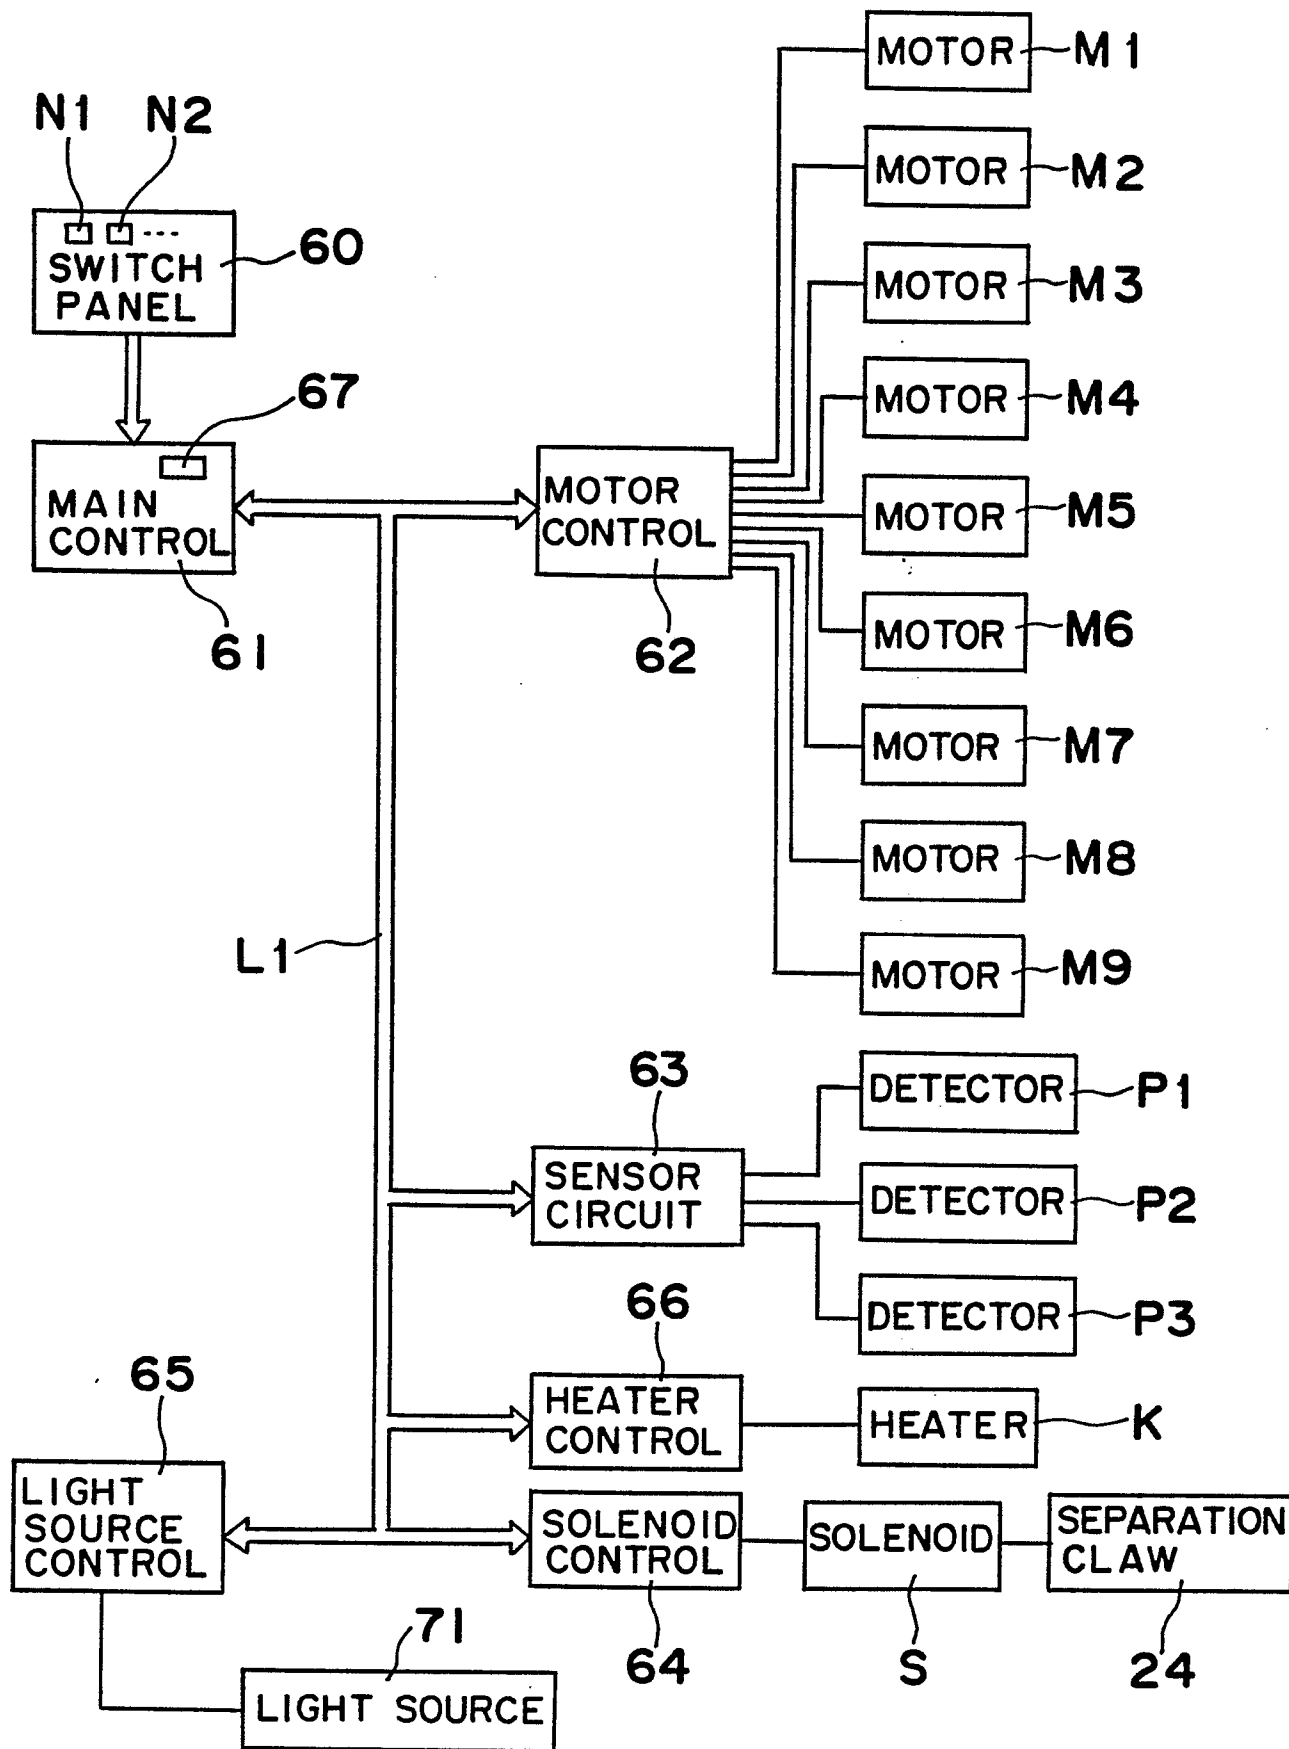 N1 N2
SWITCH
PANEL
60
67
MAIN
CONTROL
61
MOTOR
CONTROL
62
MOTOR M1
MOTOR M2
MOTOR M3
MOTOR M4
MOTOR M5
MOTOR M6
MOTOR M7
MOTOR M8
MOTOR M9
L1
63
SENSOR
CIRCUIT
DETECTOR P1
DETECTOR P2
DETECTOR P3
66
HEATER
CONTROL
HEATER K
65
LIGHT
SOURCE
CONTROL
SOLENOID
CONTROL
64
SOLENOID
S
SEPARATION
CLAW
24
71
LIGHT SOURCE